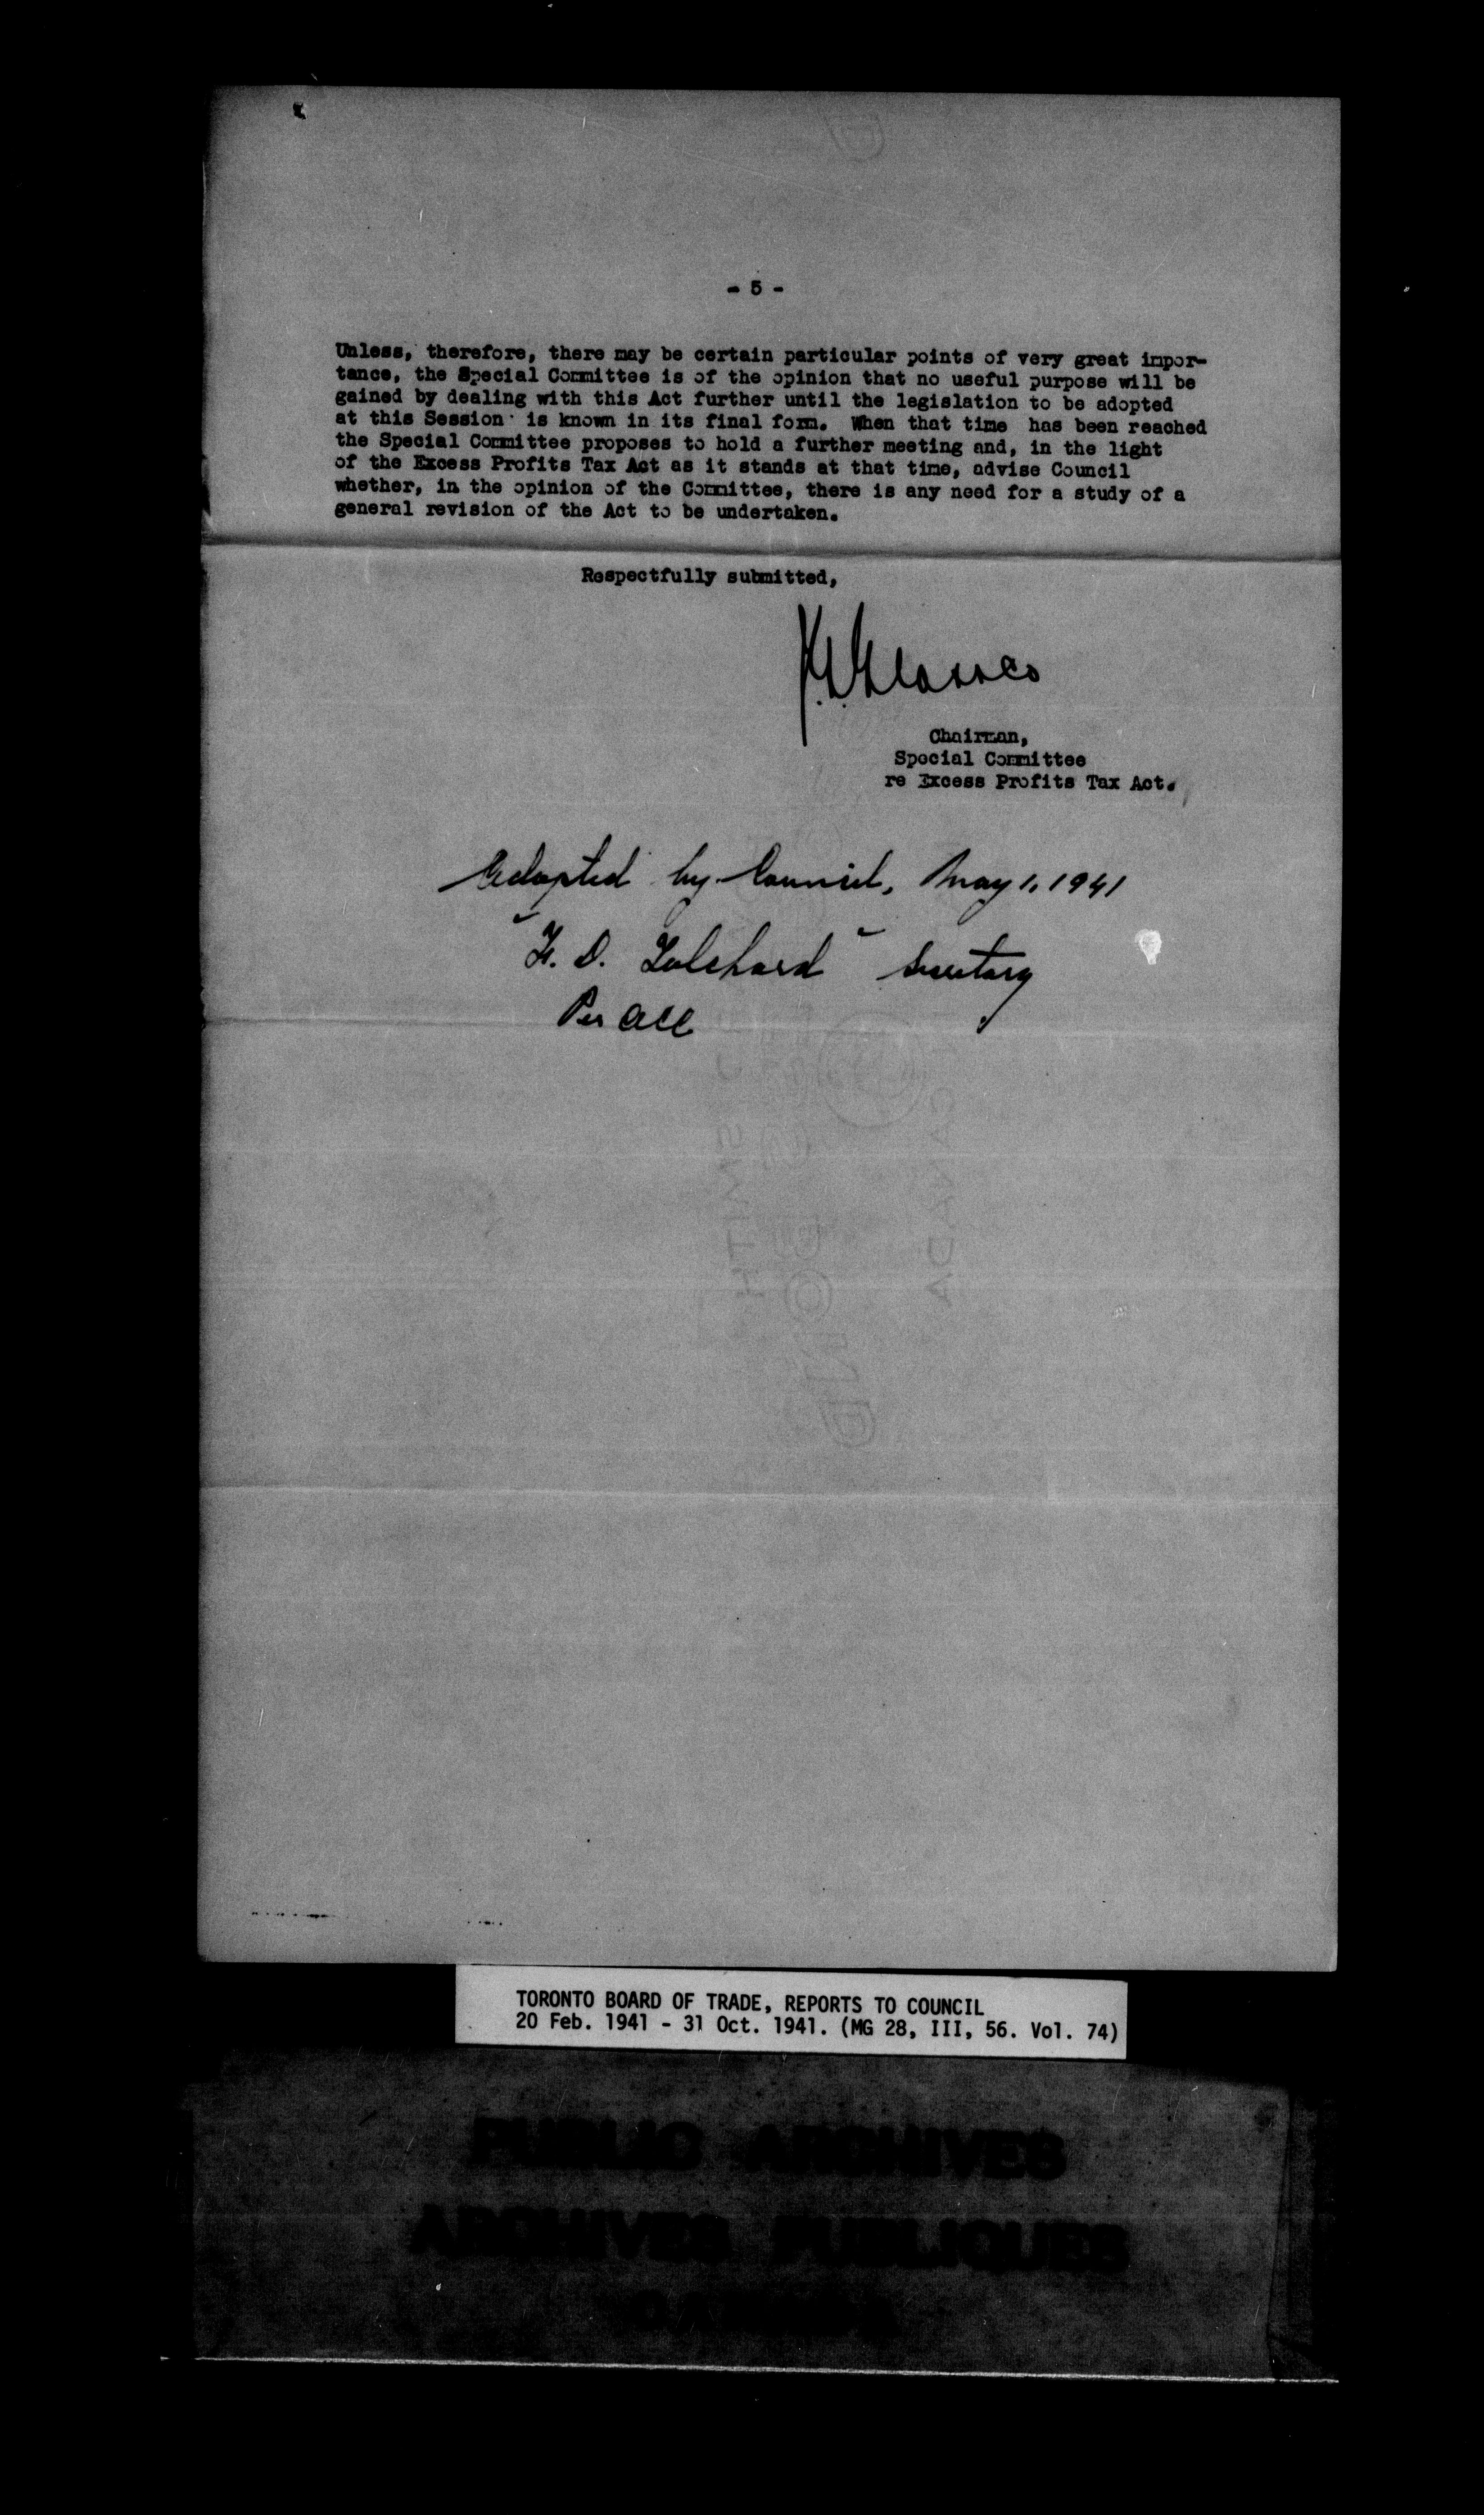 - 5 -
Unless, therefore, there may be certain particular points of very great impor-
tance, the Special Committee is of the opinion that no useful purpose will be
gained by dealing with this Act further until the legislation to be adopted
at this Session is known in its final form. When that time has been reached
the Special Committee proposes to hold a further meeting and, in the light
of the Excess Profits Tax Act as it stands at that time, advise Council
whether, in the opinion of the Committee, there is any need for a study of a
general revision of the Act to be undertaken.
Respectfully submitted,
Chairman,
Special Committee
re Excess Profits Tax Act.
Adopted by Council, May 1, 1941
"F. D. Tolchard" Secretary
Per
TORONTO BOARD OF TRADE, REPORTS TO COUNCIL
20 Feb. 1941 - 31 Oct. 1941. (MG 28, III, 56. Vol. 74)
PUBLIC ARCHIVES
ARCHIVES PUBLIQUES
CANADA